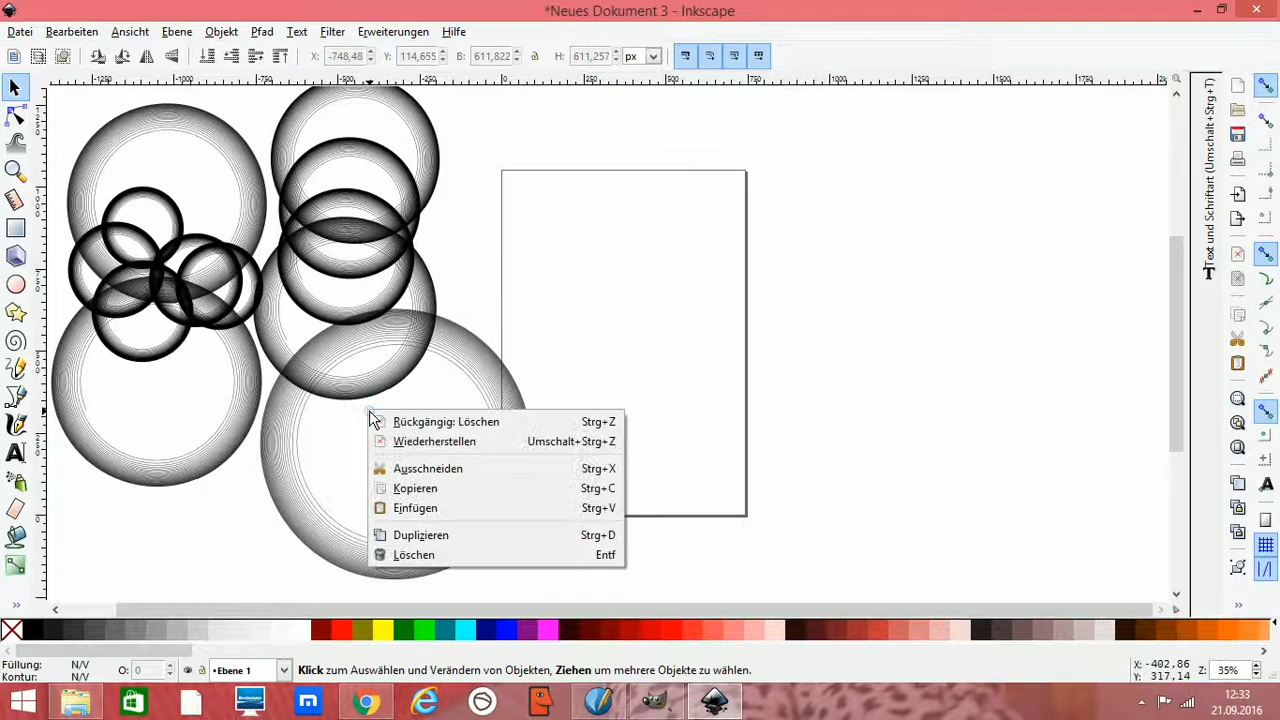 *Neues Dokument 3 - Inkscape
Datei Bearbeiten Ansicht Ebene Objekt Pfad Text Filter Erweiterungen Hilfe
X: -748,48 Y: 114,655 B: 611,822 H: 611,257 px
Text und Schriftart (Umschalt+Strg+T)
Rückgängig: Löschen Strg+Z
Wiederherstellen Umschalt+Strg+Z
Ausschneiden Strg+X
Kopieren Strg+C
Einfügen Strg+V
Duplizieren Strg+D
Löschen Entf
Füllung: N/V
Kontur: N/V
O: 0
•Ebene 1
Klick zum Auswählen und Verändern von Objekten, Ziehen um mehrere Objekte zu wählen.
X: -402,86
Y: 317,14
Z: 35%
12:33
21.09.2016